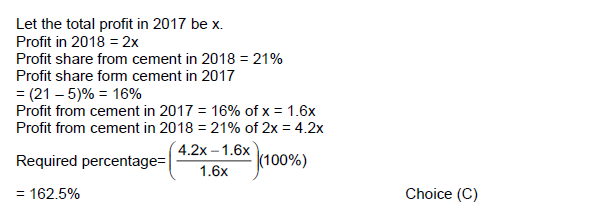 Let the total profit in 2017 be x.
Profit in 2018 = 2x
Profit share from cement in 2018 = 21%
Profit share form cement in 2017
= (21 – 5)% = 16%
Profit from cement in 2017 = 16% of x = 1.6x
Profit from cement in 2018 = 21% of 2x = 4.2x
Required percentage= (4.2x – 1.6x / 1.6x) (100%)
= 162.5% Choice (C)